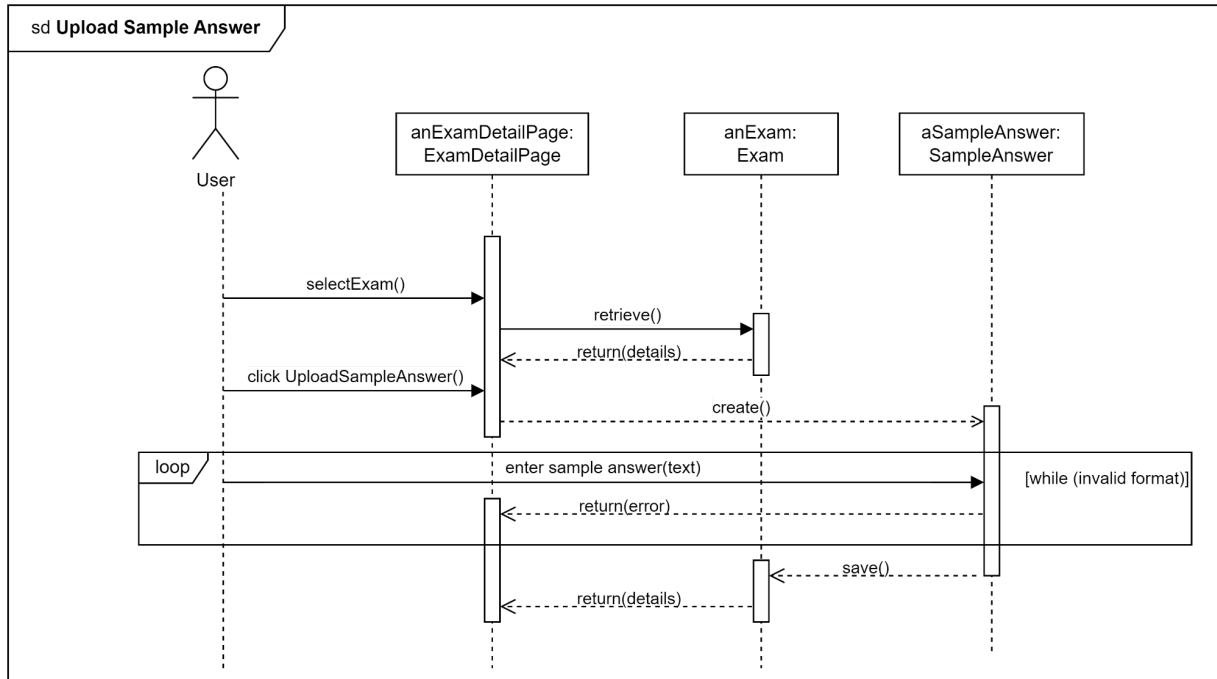 sd Upload Sample Answer
User
anExamDetailPage:
ExamDetailPage
anExam:
Exam
aSampleAnswer:
SampleAnswer
selectExam()
retrieve()
return(details)
click UploadSampleAnswer()
create()
loop
enter sample answer(text)
[while (invalid format)]
return(error)
save()
return(details)